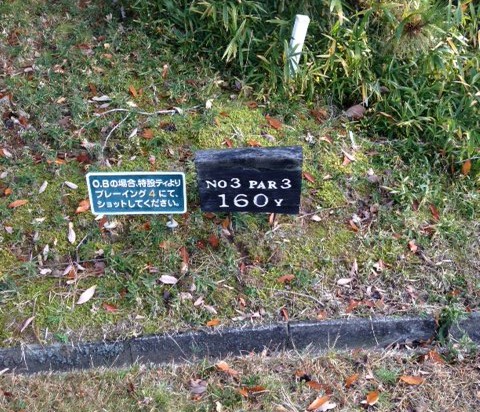 O.Bの場合、特設ティより
プレーイング4にて、
ショットしてください。
NO3 PAR3
160Y